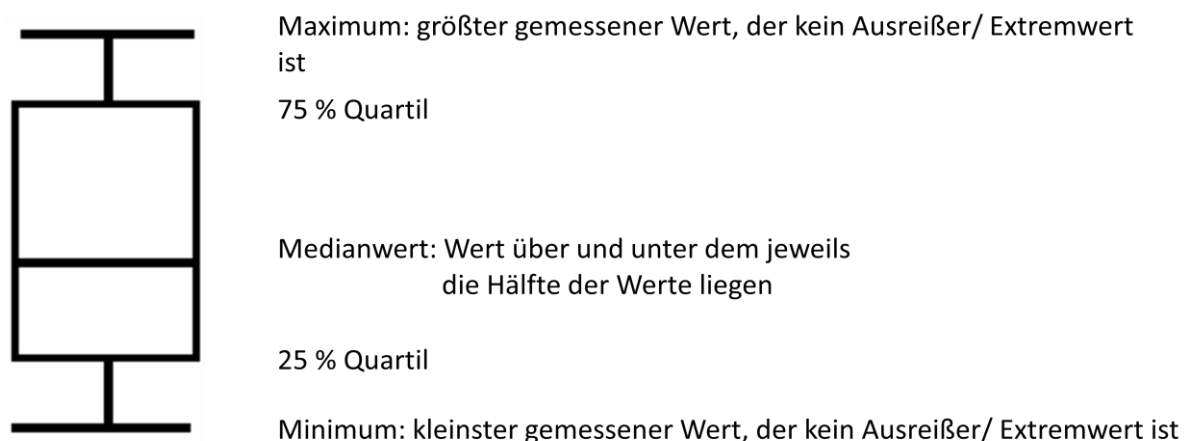 Maximum: größter gemessener Wert, der kein Ausreißer/ Extremwert
ist
75 % Quartil
Medianwert: Wert über und unter dem jeweils
die Hälfte der Werte liegen
25 % Quartil
Minimum: kleinster gemessener Wert, der kein Ausreißer/ Extremwert ist